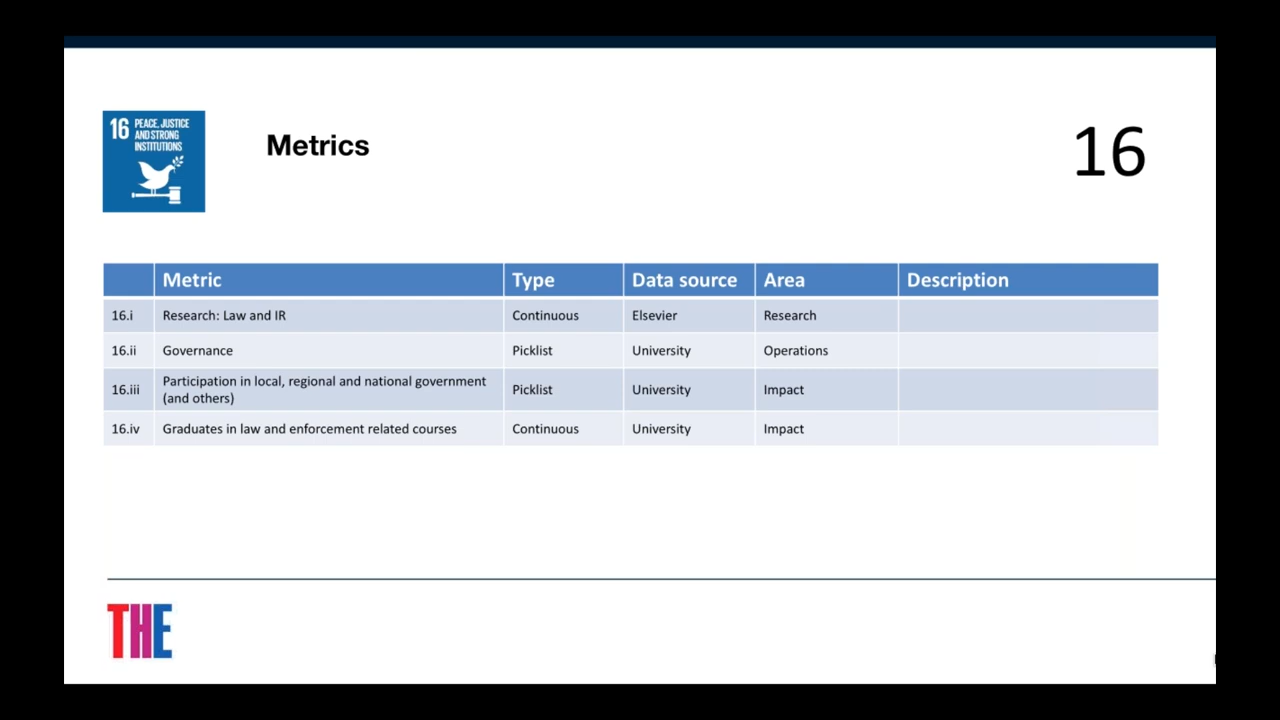 16 PEACE, JUSTICE
AND STRONG
INSTITUTIONS
Metrics
16
Metric Type Data source Area Description
16.i Research: Law and IR Continuous Elsevier Research
16.ii Governance Picklist University Operations
16.iii Participation in local, regional and national government
(and others) Picklist University Impact
16.iv Graduates in law and enforcement related courses Continuous University Impact
THE